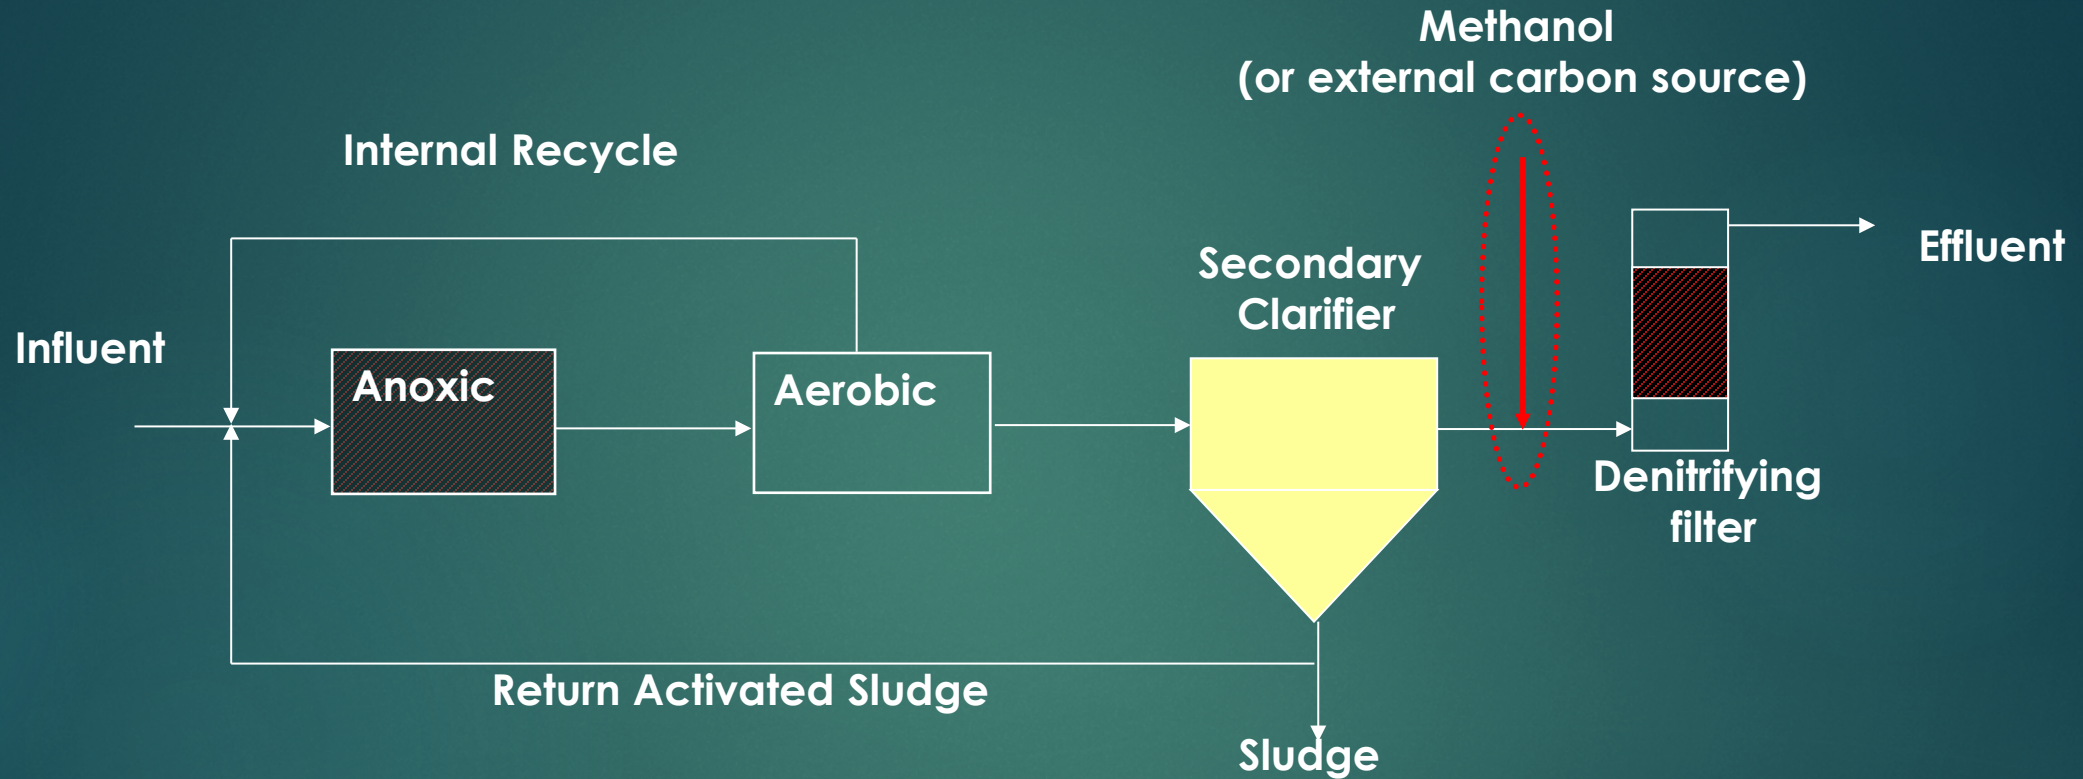 Methanol
(or external carbon source)
Internal Recycle
Secondary
Clarifier
Effluent
Influent
Anoxic
Aerobic
Denitrifying
filter
Return Activated Sludge
Sludge